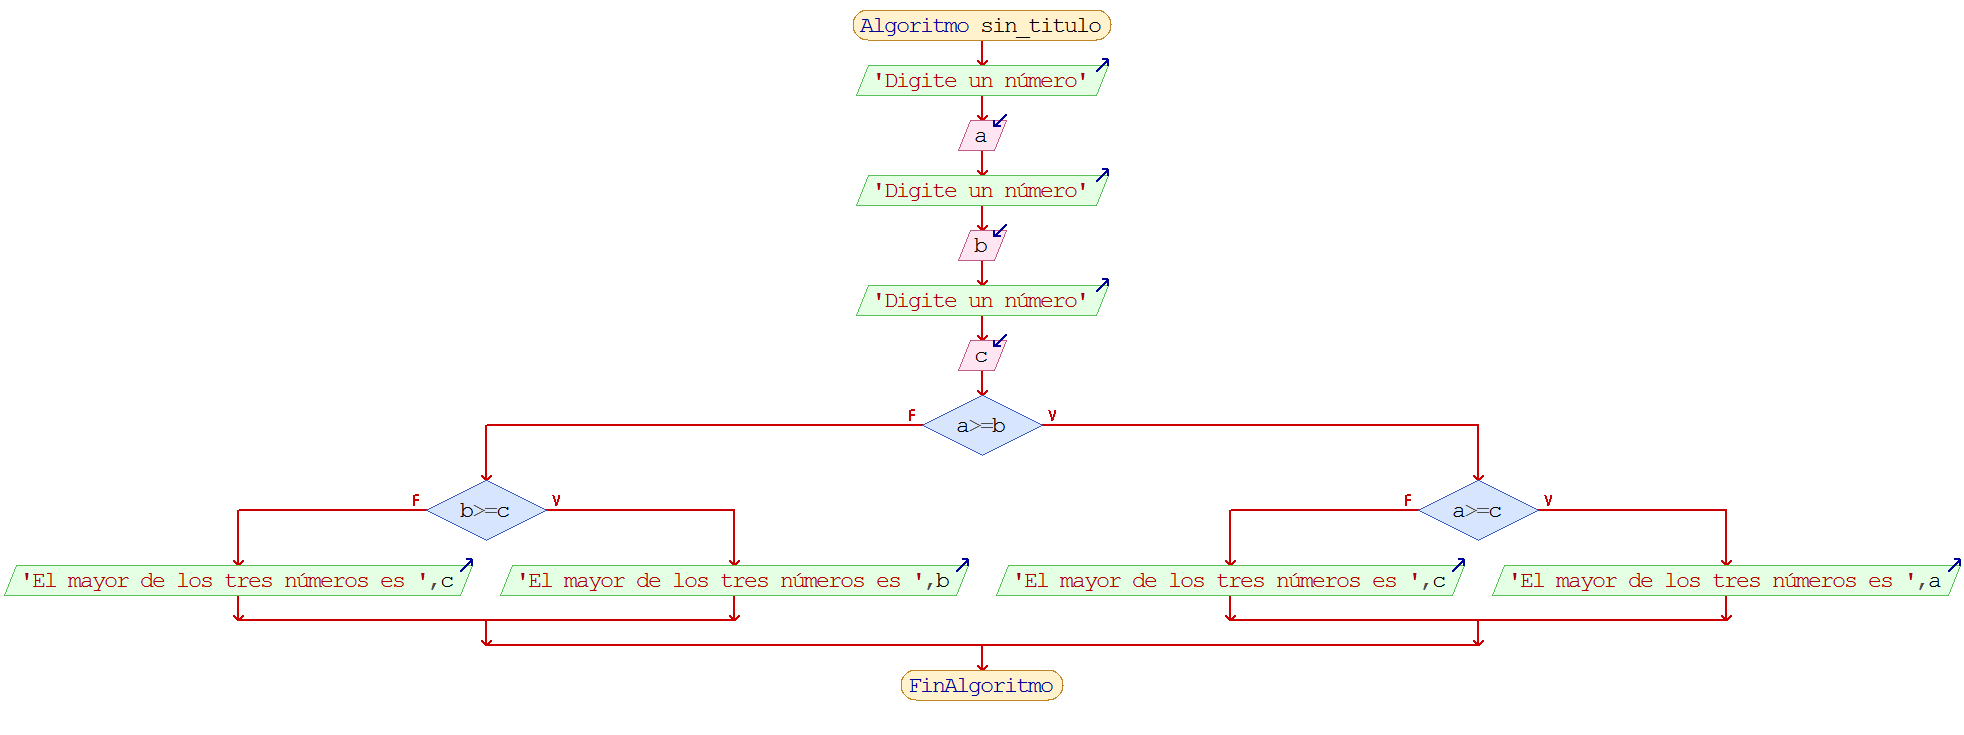 Algoritmo sin_titulo
'Digite un número'
a
'Digite un número'
b
'Digite un número'
c
F
V
a>=b
F
V
b>=c
F
V
a>=c
'El mayor de los tres números es ',c
'El mayor de los tres números es ',b
'El mayor de los tres números es ',c
'El mayor de los tres números es ',a
FinAlgoritmo